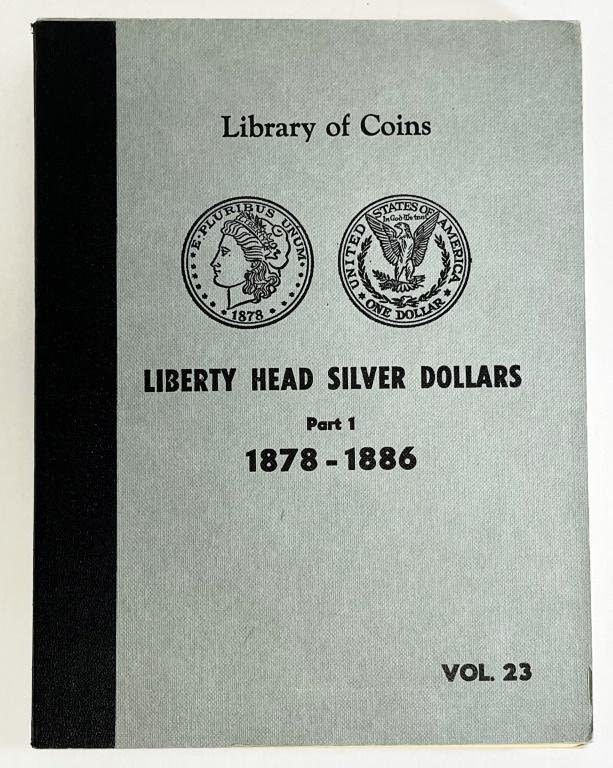 Library of Coins
E·PLURIBUS UNUM
1878
UNITED STATES OF AMERICA
In God We trust
ONE DOLLAR
LIBERTY HEAD SILVER DOLLARS
Part 1
1878-1886
VOL. 23